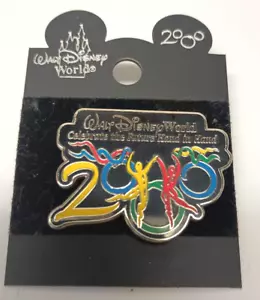 Walt Disney
World®
2000
Walt Disney World
Celebrate the Future Hand in Hand
2000